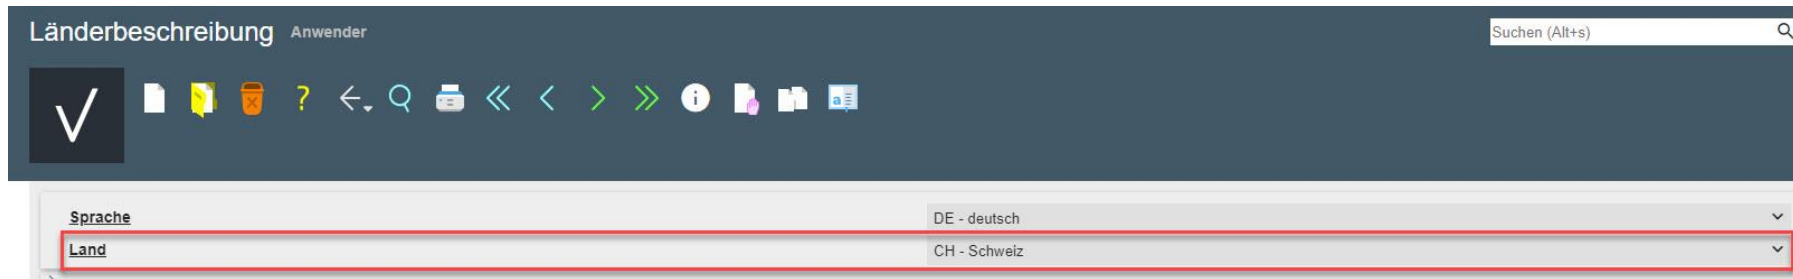 Länderbeschreibung Anwender
Suchen (Alt+s)
Sprache DE - deutsch
Land CH - Schweiz